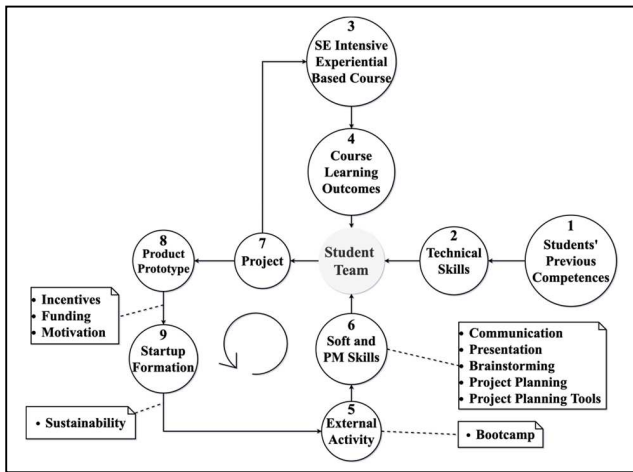 3
SE Intensive
Experiential
Based Course
4
Course
Learning
Outcomes
8
Product
Prototype
7
Project
Student
Team
2
Technical
Skills
1
Students'
Previous
Competences
• Incentives
• Funding
• Motivation
9
Startup
Formation
6
Soft and
PM Skills
• Communication
• Presentation
• Brainstorming
• Project Planning
• Project Planning Tools
• Sustainability
5
External
Activity
• Bootcamp